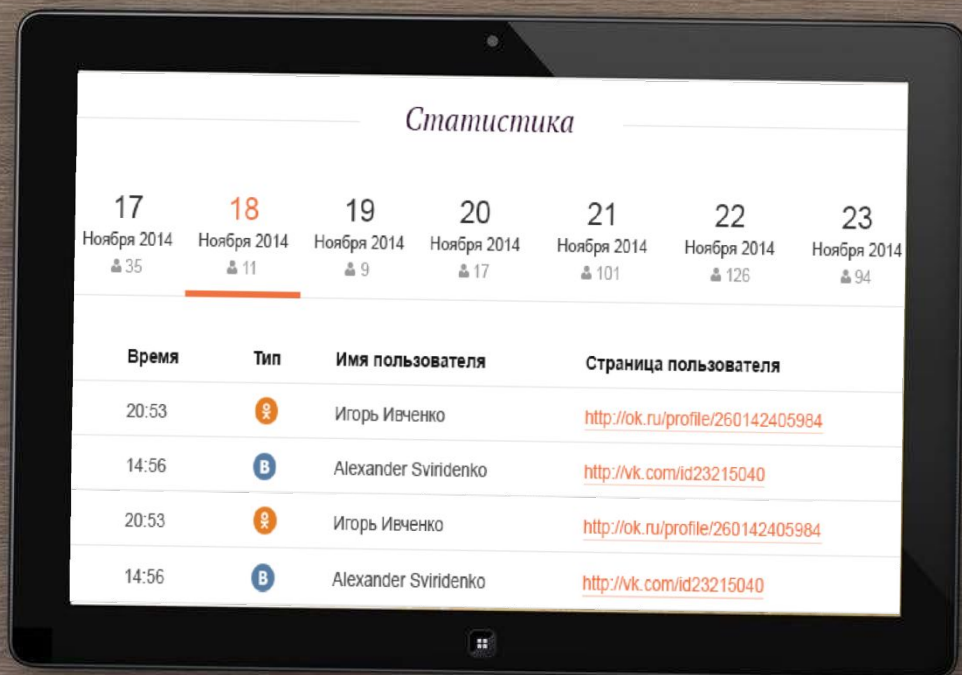 Статистика
17 18 19 20 21 22 23
Ноября 2014 Ноября 2014 Ноября 2014 Ноября 2014 Ноября 2014 Ноября 2014 Ноября 2014
35 11 9 17 101 126 94
Время Тип Имя пользователя Страница пользователя
20:53 Игорь Ивченко http://ok.ru/profile/260142405984
14:56 B Alexander Sviridenko http://vk.com/id23215040
20:53 Игорь Ивченко http://ok.ru/profile/260142405984
14:56 B Alexander Sviridenko http://vk.com/id23215040